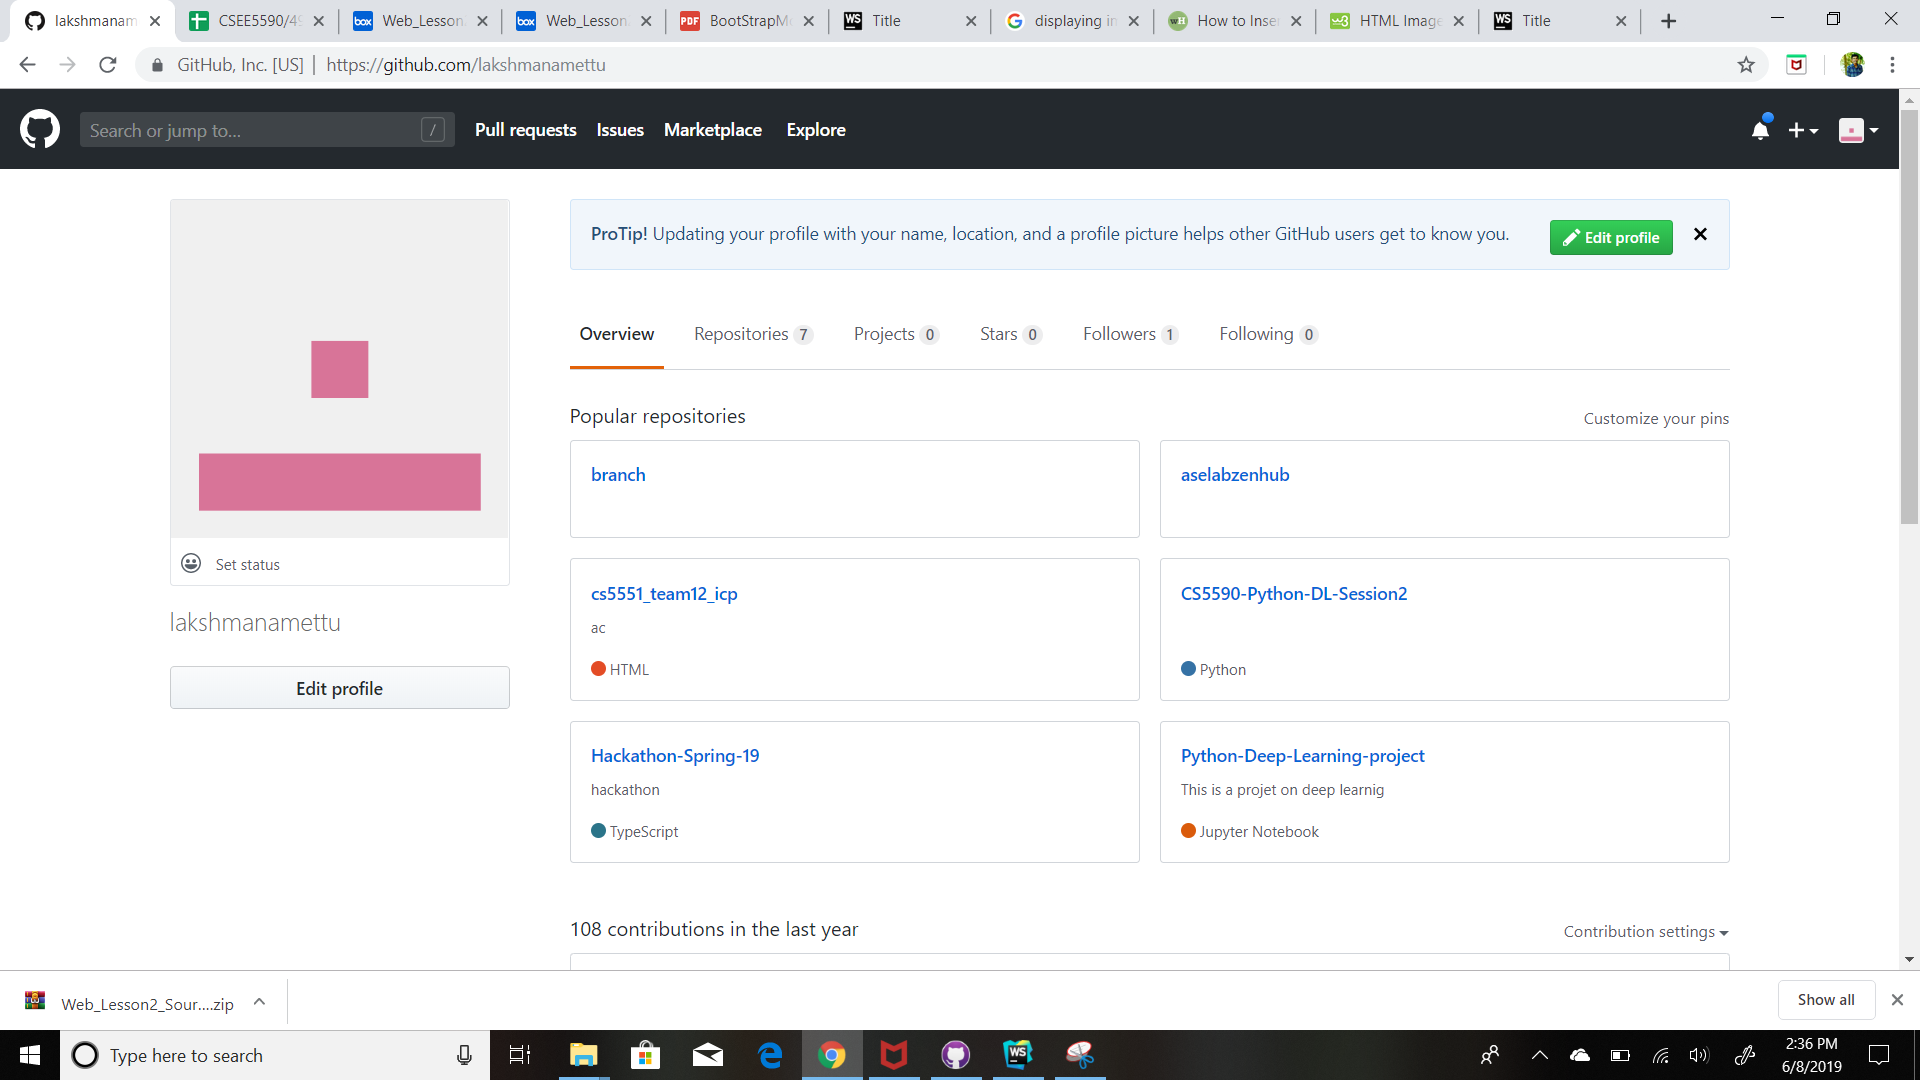 lakshmanam
CSEE5590/49
Web_Lesson
Web_Lesson
BootStrapM
Title
displaying in
How to Inse
HTML Image
Title
GitHub, Inc. [US] | https://github.com/lakshmanamettu
Search or jump to... /
Pull requests Issues Marketplace Explore
ProTip! Updating your profile with your name, location, and a profile picture helps other GitHub users get to know you.
Edit profile
Overview Repositories 7 Projects 0 Stars 0 Followers 1 Following 0
Set status
lakshmanamettu
Edit profile
Popular repositories
Customize your pins
branch
aselabzenhub
cs5551_team12_icp
ac
HTML
CS5590-Python-DL-Session2
Python
Hackathon-Spring-19
hackathon
TypeScript
Python-Deep-Learning-project
This is a projet on deep learnig
Jupyter Notebook
108 contributions in the last year
Contribution settings
Web_Lesson2_Sour....zip
Show all
Type here to search
2:36 PM
6/8/2019